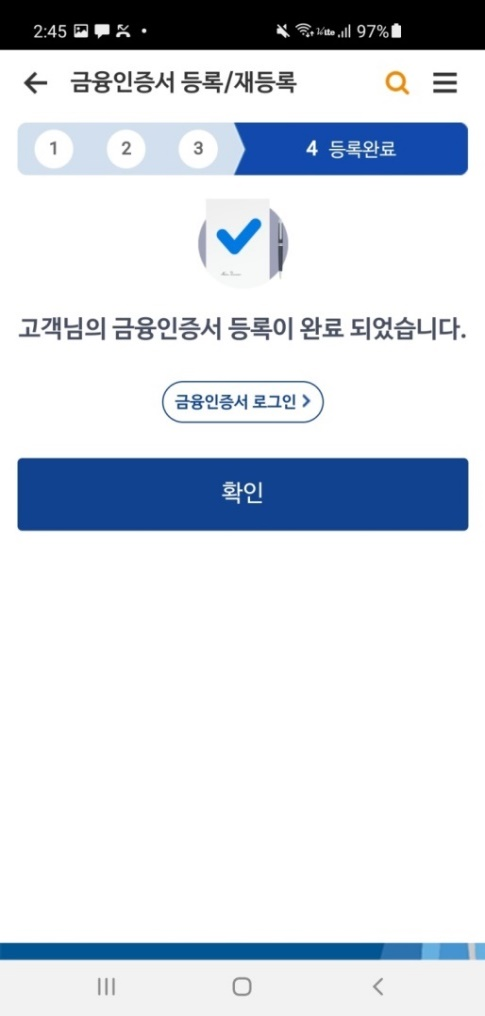 2:45 97%
금융인증서 등록/재등록
1 2 3 4 등록완료
고객님의 금융인증서 등록이 완료 되었습니다.
금융인증서 로그인 >
확인